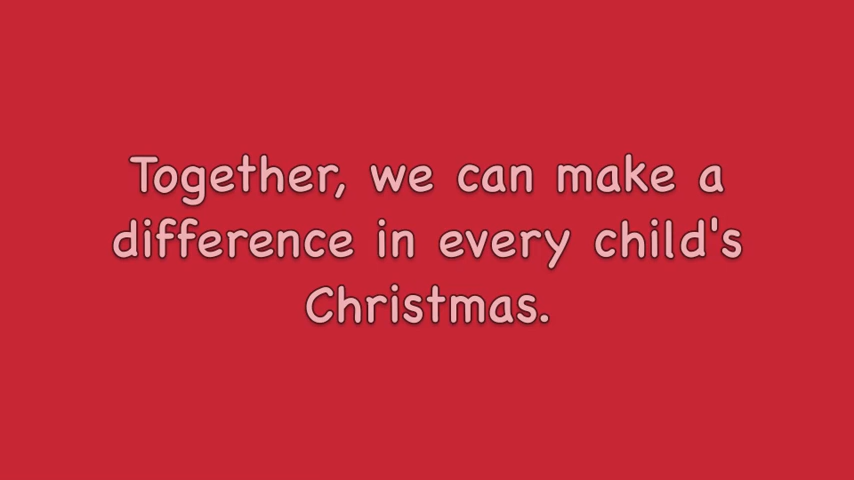 Together, we can make a
difference in every child's
Christmas.